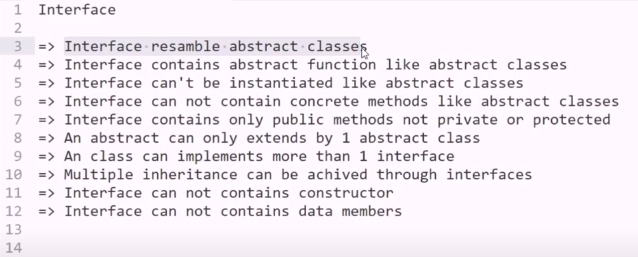 1 Interface
2
3 => Interface resamble abstract classes
4 => Interface contains abstract function like abstract classes
5 => Interface can't be instantiated like abstract classes
6 => Interface can not contain concrete methods like abstract classes
7 => Interface contains only public methods not private or protected
8 => An abstract can only extends by 1 abstract class
9 => An class can implements more than 1 interface
10 => Multiple inheritance can be achived through interfaces
11 => Interface can not contains constructor
12 => Interface can not contains data members
13
14